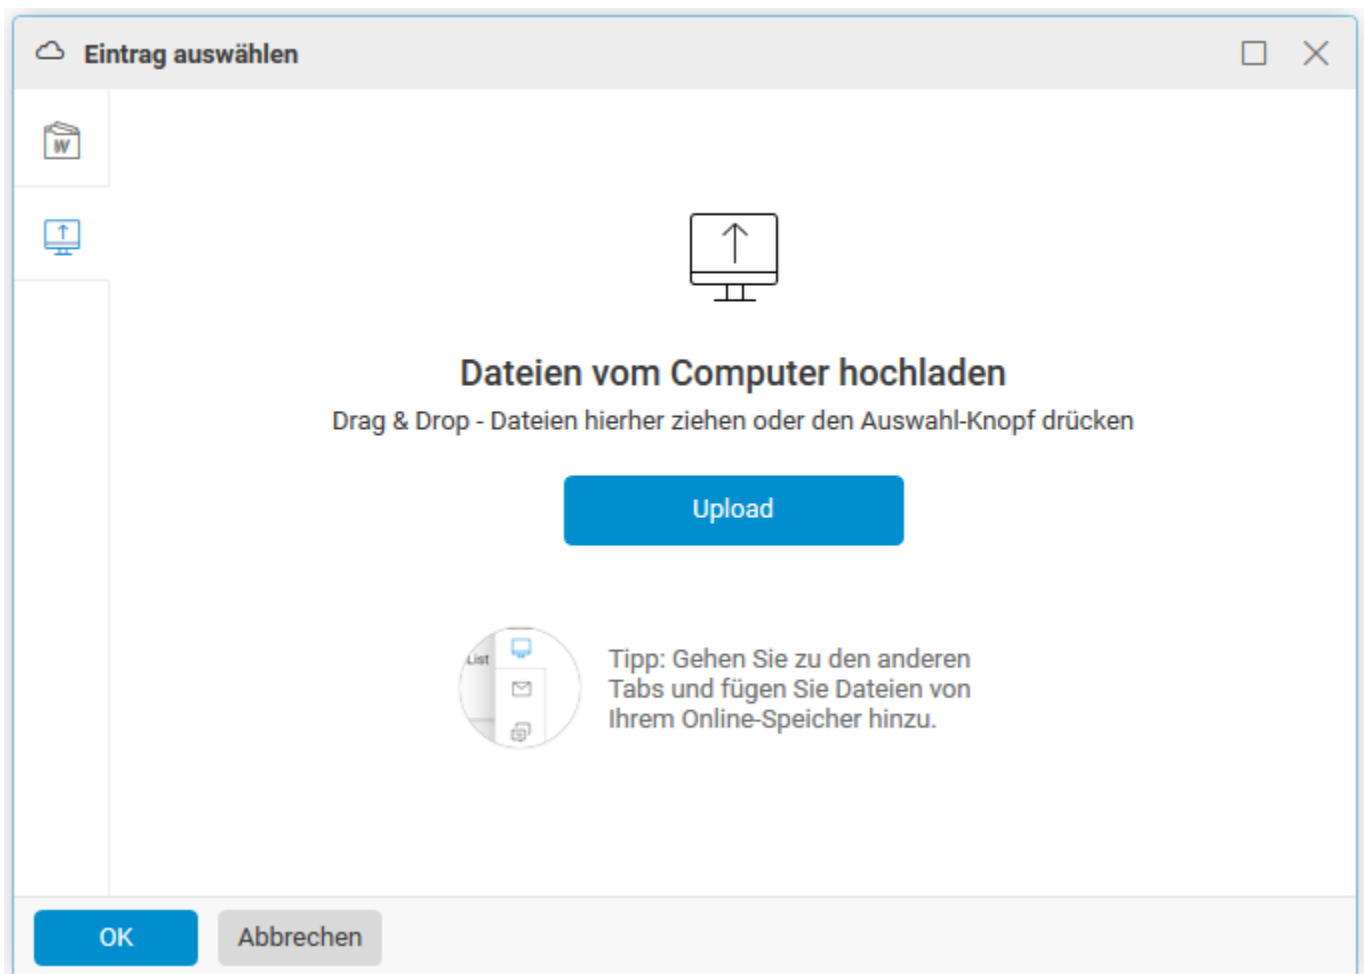 Eintrag auswählen
W
Dateien vom Computer hochladen
Drag & Drop - Dateien hierher ziehen oder den Auswahl-Knopf drücken
Upload
List
Tipp: Gehen Sie zu den anderen
Tabs und fügen Sie Dateien von
Ihrem Online-Speicher hinzu.
OK
Abbrechen